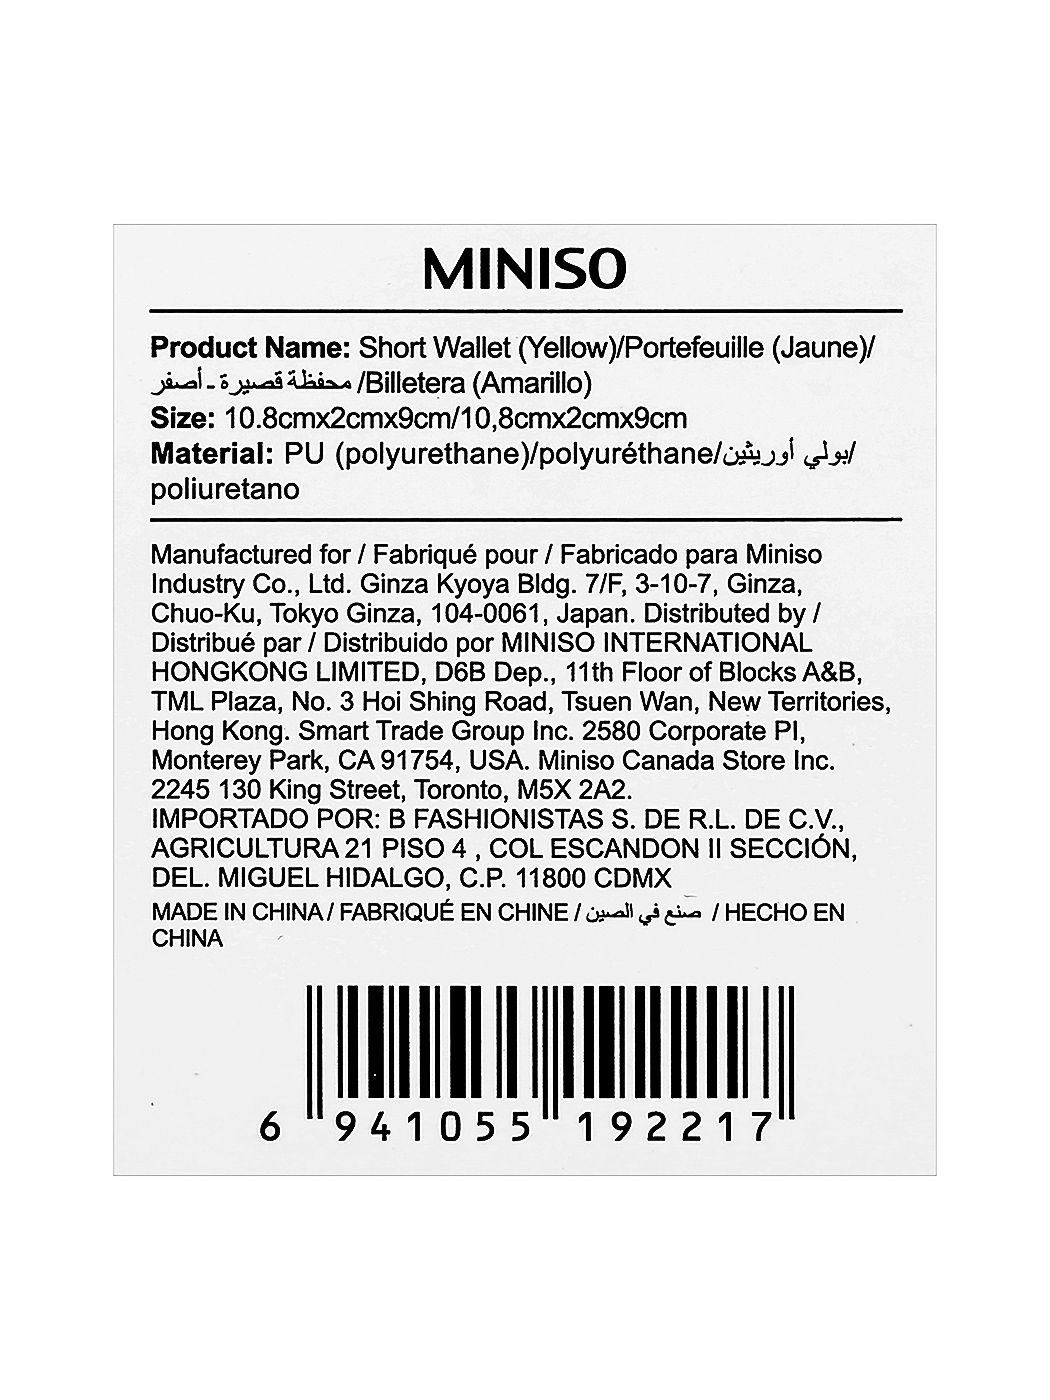 MINISO
Product Name: Short Wallet (Yellow)/Portefeuille (Jaune)/
محفظة قصيرة - أصفر /Billetera (Amarillo)
Size: 10.8cmx2cmx9cm/10,8cmx2cmx9cm
Material: PU (polyurethane)/polyuréthane/بولي أوريثين/
poliuretano
Manufactured for / Fabriqué pour / Fabricado para Miniso
Industry Co., Ltd. Ginza Kyoya Bldg. 7/F, 3-10-7, Ginza,
Chuo-Ku, Tokyo Ginza, 104-0061, Japan. Distributed by /
Distribué par / Distribuido por MINISO INTERNATIONAL
HONGKONG LIMITED, D6B Dep., 11th Floor of Blocks A&B,
TML Plaza, No. 3 Hoi Shing Road, Tsuen Wan, New Territories,
Hong Kong. Smart Trade Group Inc. 2580 Corporate Pl,
Monterey Park, CA 91754, USA. Miniso Canada Store Inc.
2245 130 King Street, Toronto, M5X 2A2.
IMPORTADO POR: B FASHIONISTAS S. DE R.L. DE C.V.,
AGRICULTURA 21 PISO 4 , COL ESCANDON II SECCIÓN,
DEL. MIGUEL HIDALGO, C.P. 11800 CDMX
MADE IN CHINA / FABRIQUÉ EN CHINE / صنع في الصين / HECHO EN
CHINA
6 941055 192217